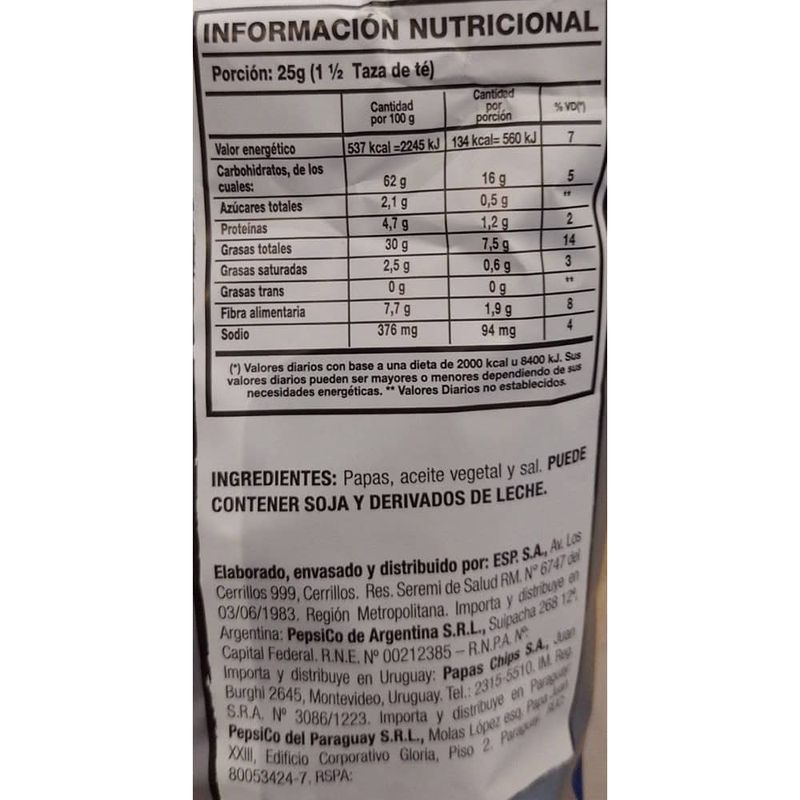 INFORMACIÓN NUTRICIONAL
Porción: 25g (1 ½ Taza de té)
Cantidad por 100 g Cantidad por porción % VD(*)
Valor energético 537 kcal =2245 kJ 134 kcal= 560 kJ 7
Carbohidratos, de los cuales: 62 g 16 g 5
Azúcares totales 2,1 g 0,5 g **
Proteínas 4,7 g 1,2 g 2
Grasas totales 30 g 7,5 g 14
Grasas saturadas 2,5 g 0,6 g 3
Grasas trans 0 g 0 g **
Fibra alimentaria 7,7 g 1,9 g 8
Sodio 376 mg 94 mg 4
(*) Valores diarios con base a una dieta de 2000 kcal u 8400 kJ. Sus
valores diarios pueden ser mayores o menores dependiendo de sus
necesidades energéticas. ** Valores Diarios no establecidos.
INGREDIENTES: Papas, aceite vegetal y sal. PUEDE
CONTENER SOJA Y DERIVADOS DE LECHE.
Elaborado, envasado y distribuido por: ESP. S.A., Av. Los
Cerrillos 999, Cerrillos. Res. Seremi de Salud RM. Nº 6747 del
03/06/1983. Región Metropolitana. Importa y distribuye en
Argentina: PepsiCo de Argentina S.R.L., Suipacha 268 12º,
Capital Federal. R.N.E. Nº 00212385 – R.N.P.A. Nº:
Importa y distribuye en Uruguay: Papas Chips S.A., Juan
Burghi 2645, Montevideo, Uruguay. Tel.: 2315-5510. IM. Reg.
S.R.A. Nº 3086/1223. Importa y distribuye en Paraguay:
PepsiCo del Paraguay S.R.L., Molas López esq. Papa Juan
XXIII, Edificio Corporativo Gloria, Piso 2. Paraguay
80053424-7. RSPA: